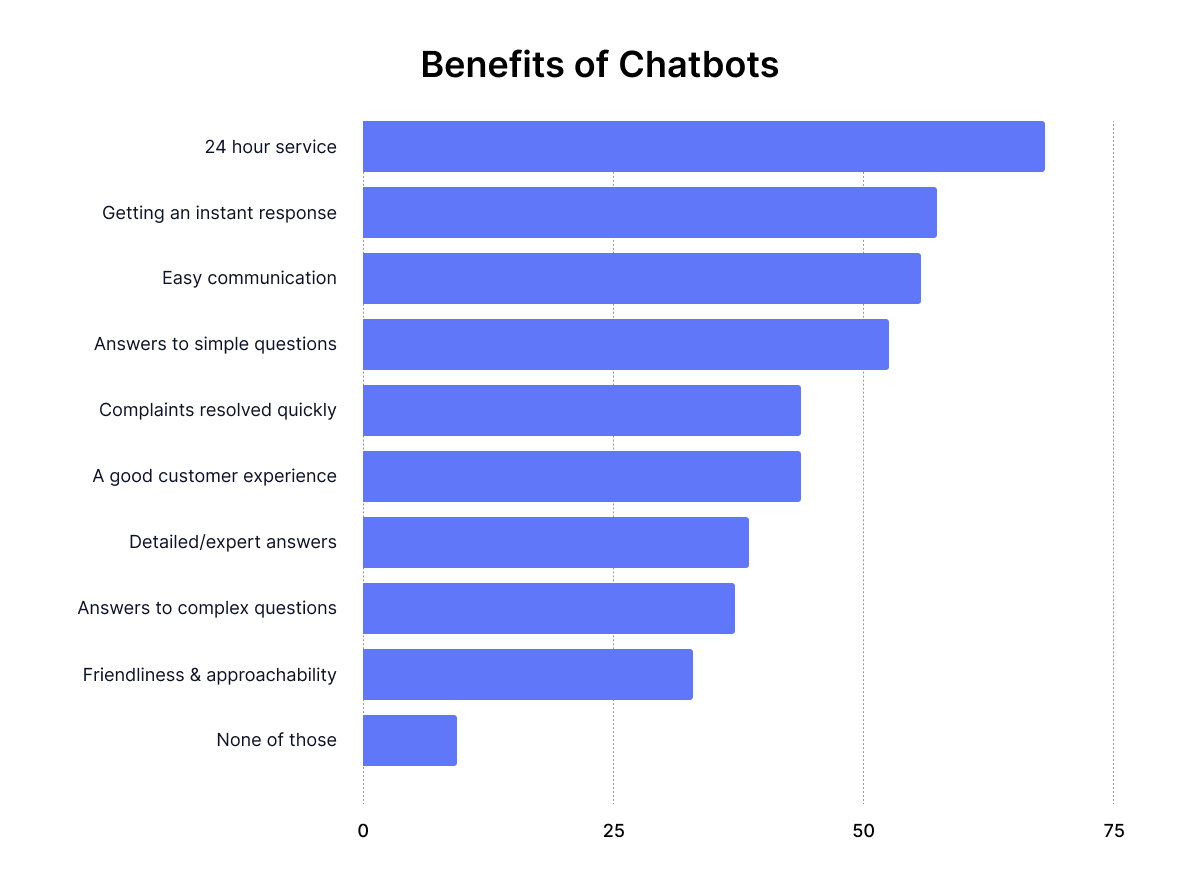 Benefits of Chatbots
24 hour service
Getting an instant response
Easy communication
Answers to simple questions
Complaints resolved quickly
A good customer experience
Detailed/expert answers
Answers to complex questions
Friendliness & approachability
None of those
0 25 50 75